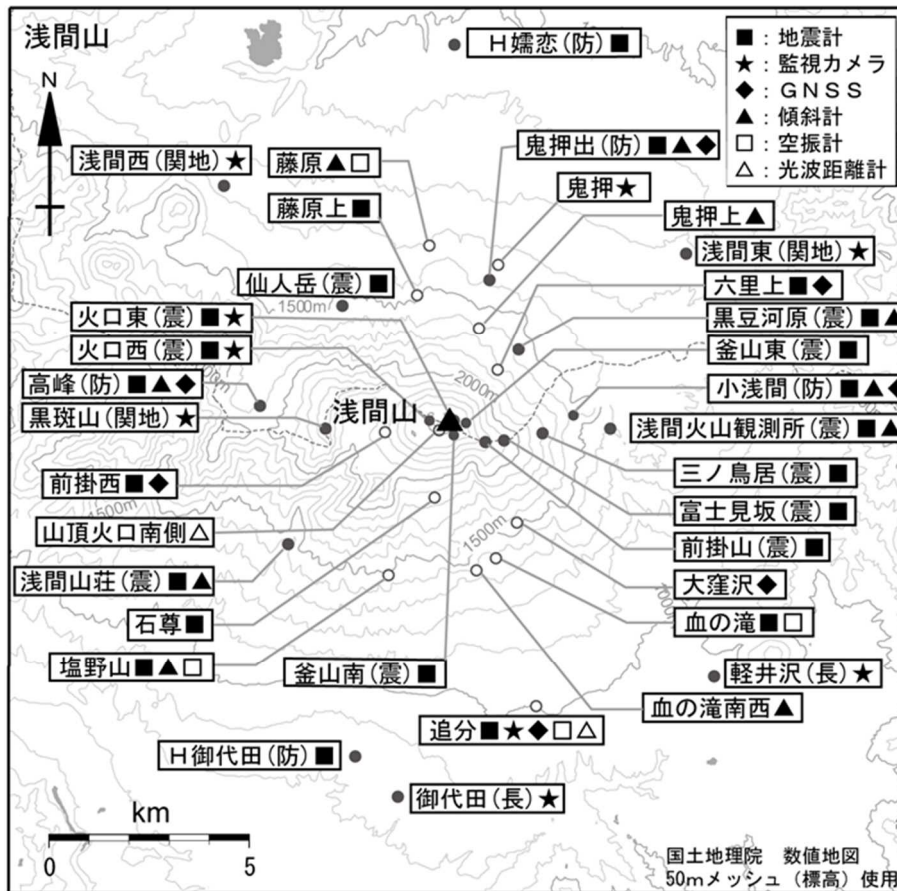 浅間山
H嬬恋(防)■
■:地震計
★:監視カメラ
◆:GNSS
▲:傾斜計
□:空振計
△:光波距離計
N
浅間西(関地)★
藤原▲□
鬼押出(防)■▲◆
鬼押★
藤原上■
鬼押上▲
浅間東(関地)★
仙人岳(震)■
1500m
六里上■◆
火口東(震)■★
黒豆河原(震)■▲
火口西(震)■★
釜山東(震)■
高峰(防)■▲◆
2000m
小浅間(防)■▲◆
黒斑山(関地)★
浅間山
浅間火山観測所(震)■▲
前掛西■◆
三ノ鳥居(震)■
1500m
富士見坂(震)■
山頂火口南側△
1500m
前掛山(震)■
浅間山荘(震)■▲
大窪沢◆
石尊■
血の滝■□
塩野山■▲□
釜山南(震)■
軽井沢(長)★
血の滝南西▲
追分■★◆□△
H御代田(防)■
御代田(長)★
km
0
5
国土地理院 数値地図
50mメッシュ(標高)使用